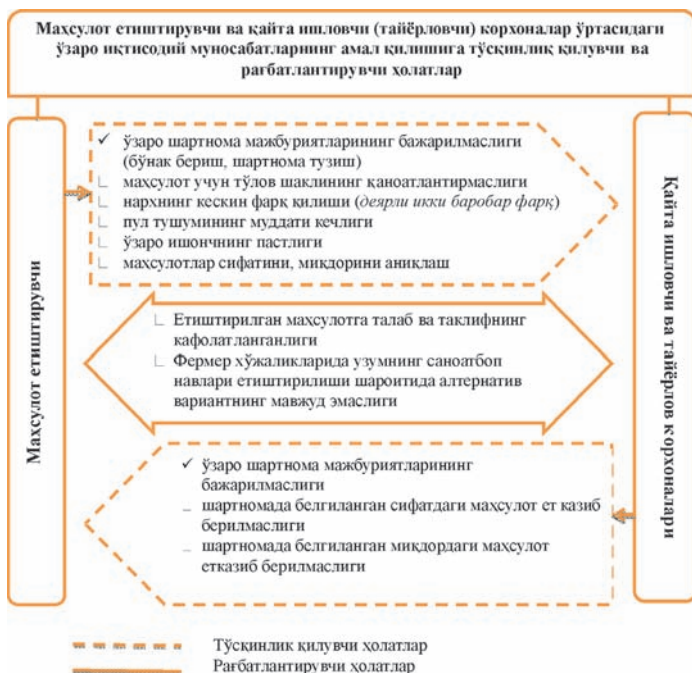 Маҳсулот етиштирувчи ва қайта ишловчи (тайёрловчи) корхоналар ўртасидаги
ўзаро иқтисодий муносабатларнинг амал қилишига тўсқинлик қилувчи ва
рағбатлантирувчи ҳолатлар
Маҳсулот етиштирувчи
✓ ўзаро шартнома мажбуриятларининг бажарилмаслиги
(бўнак бериш, шартнома тузиш)
маҳсулот учун тўлов шаклининг қаноатлантирмаслиги
нархнинг кескин фарқ қилиши (деярли икки баробар фарқ)
пул тушумининг муддати кечлиги
ўзаро ишончнинг пастлиги
маҳсулотлар сифатини, миқдорини аниқлаш
Етиштирилган маҳсулотга талаб ва таклифнинг
кафолатланганлиги
Фермер хўжаликларида узумнинг саноатбоп
навлари етиштирилиши шароитида алтернатив
вариантнинг мавжуд эмаслиги
✓ ўзаро шартнома мажбуриятларининг
бажарилмаслиги
шартномада белгиланган сифатдаги маҳсулот ет казиб
берилмаслиги
шартномада белгиланган миқдордаги маҳсулот
етказиб берилмаслиги
Қайта ишловчи ва тайёрлов корхоналари
Тўсқинлик қилувчи ҳолатлар
Рағбатлантирувчи ҳолатлар